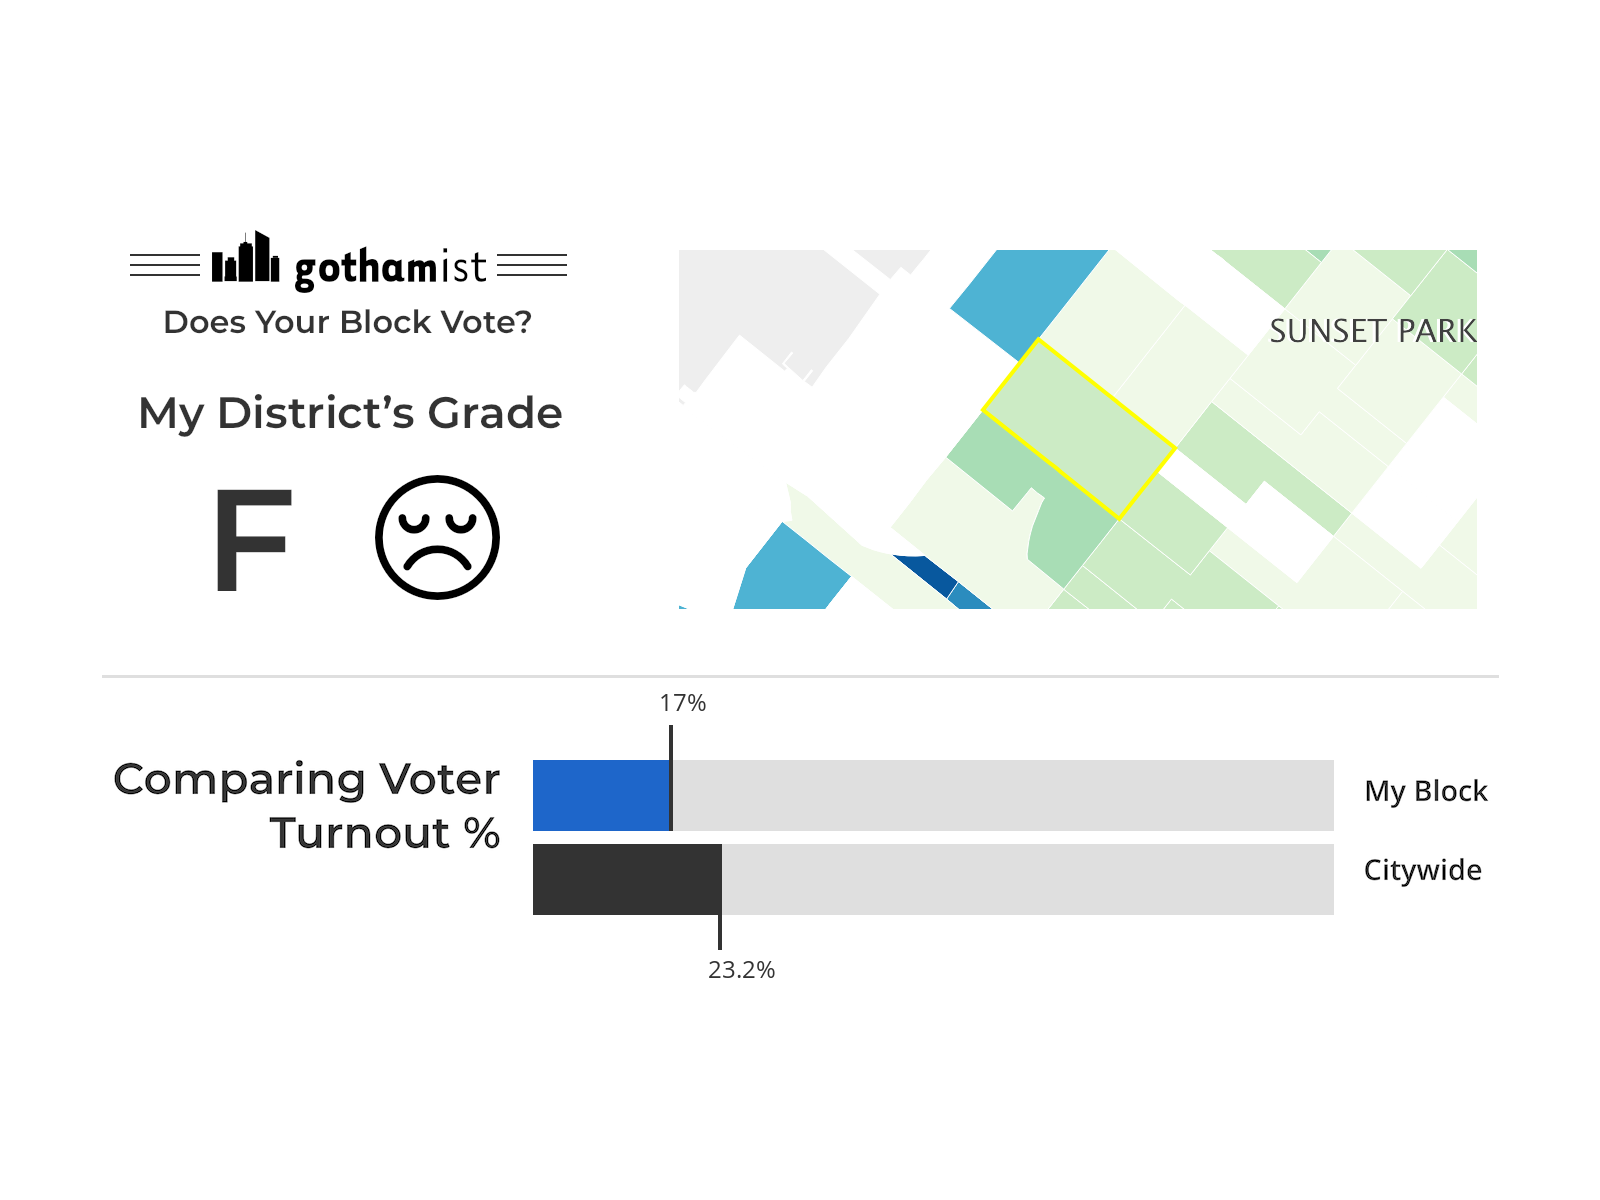 gothamist
Does Your Block Vote?
My District’s Grade
F
SUNSET PARK
17%
Comparing Voter
Turnout %
My Block
Citywide
23.2%